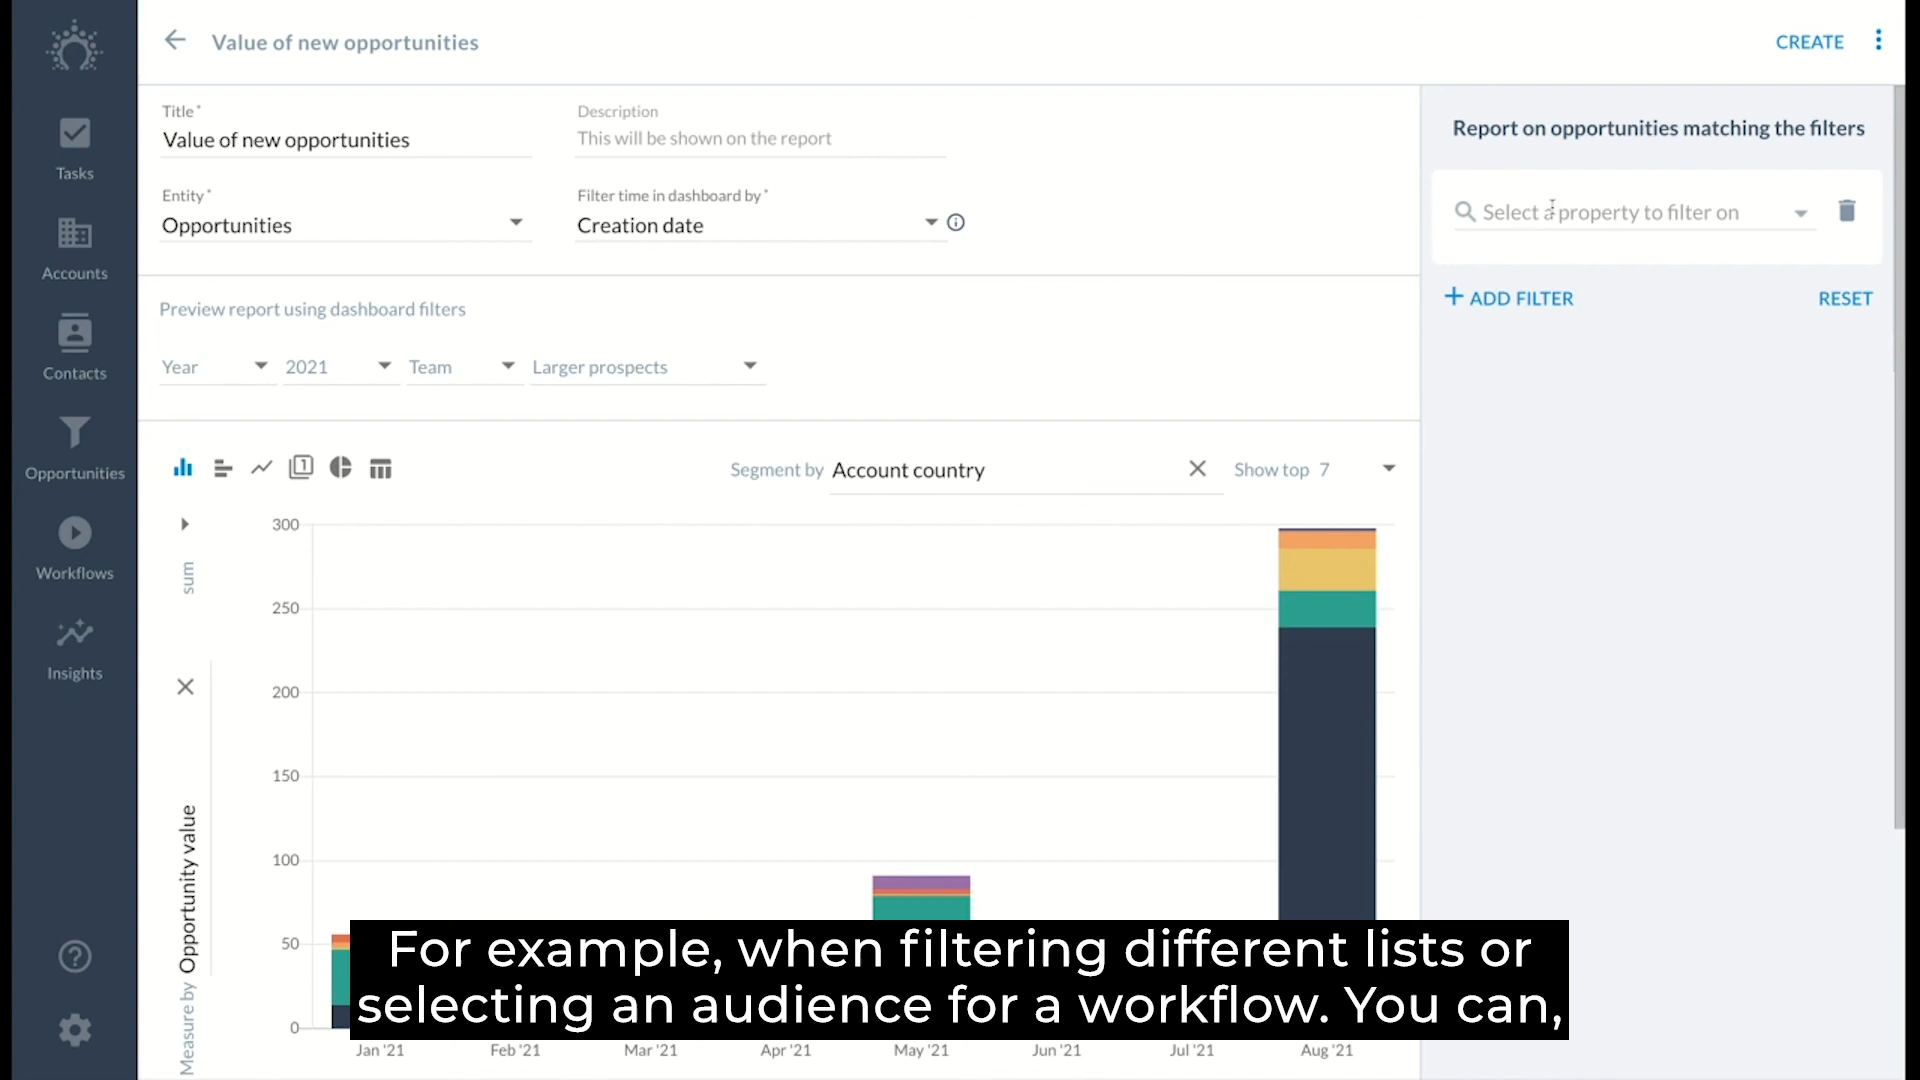 Value of new opportunities
CREATE
Tasks
Accounts
Contacts
Opportunities
Workflows
Insights
Title*
Value of new opportunities
Description
This will be shown on the report
Entity*
Opportunities
Filter time in dashboard by*
Creation date
Report on opportunities matching the filters
Select a property to filter on
+ ADD FILTER
RESET
Preview report using dashboard filters
Year
2021
Team
Larger prospects
1
Segment by Account country
Show top 7
sum
Measure by Opportunity value
300
250
200
150
100
50
0
Jan '21
Feb '21
Mar '21
Apr '21
May '21
Jun '21
Jul '21
Aug '21
For example, when filtering different lists or
selecting an audience for a workflow. You can,